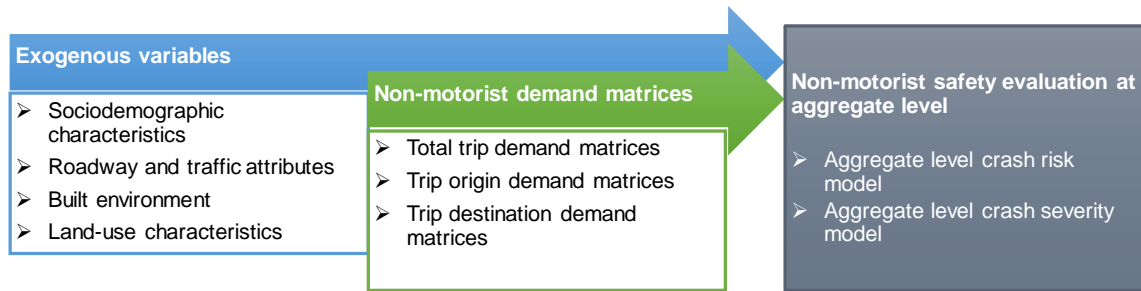 Exogenous variables
➢ Sociodemographic
characteristics
➢ Roadway and traffic attributes
➢ Built environment
➢ Land-use characteristics
Non-motorist demand matrices
➢ Total trip demand matrices
➢ Trip origin demand matrices
➢ Trip destination demand
matrices
Non-motorist safety evaluation at
aggregate level
➢ Aggregate level crash risk
model
➢ Aggregate level crash severity
model